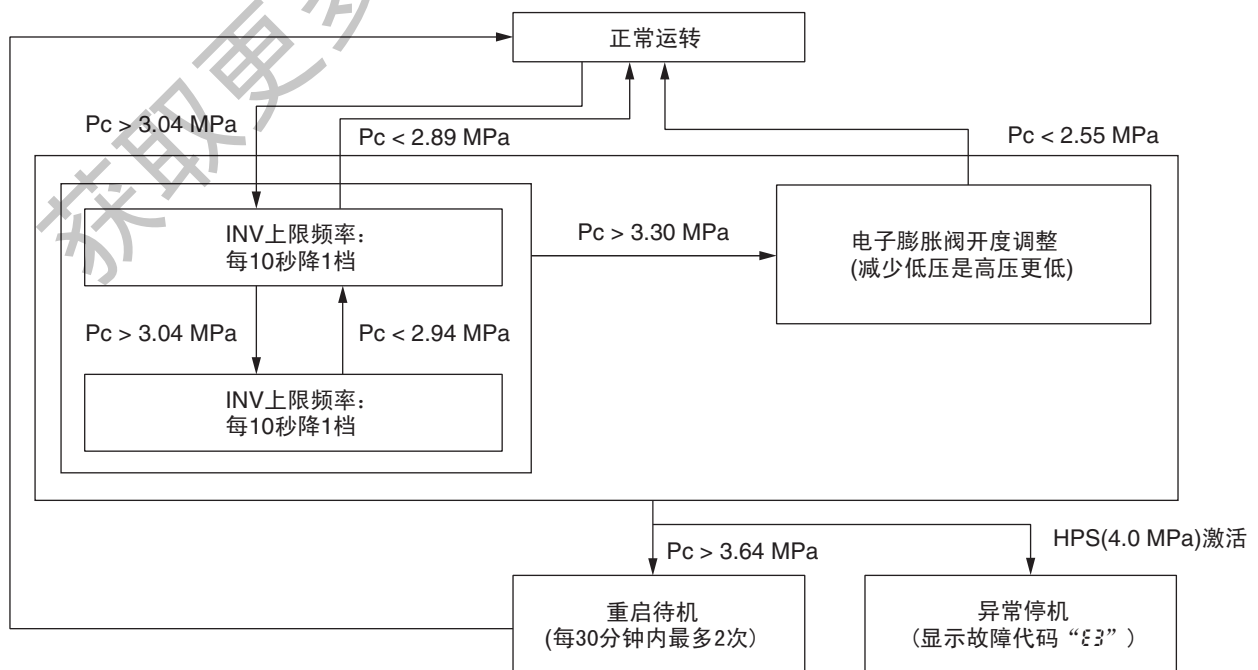 正常运转
Pc > 3.04 MPa
Pc < 2.89 MPa
Pc < 2.55 MPa
INV上限频率：
每10秒降1档
Pc > 3.30 MPa
电子膨胀阀开度调整
(减少低压是高压更低)
Pc > 3.04 MPa
Pc < 2.94 MPa
INV上限频率：
每10秒降1档
Pc > 3.64 MPa
HPS(4.0 MPa)激活
重启待机
(每30分钟内最多2次)
异常停机
(显示故障代码“E3”)
获取更多